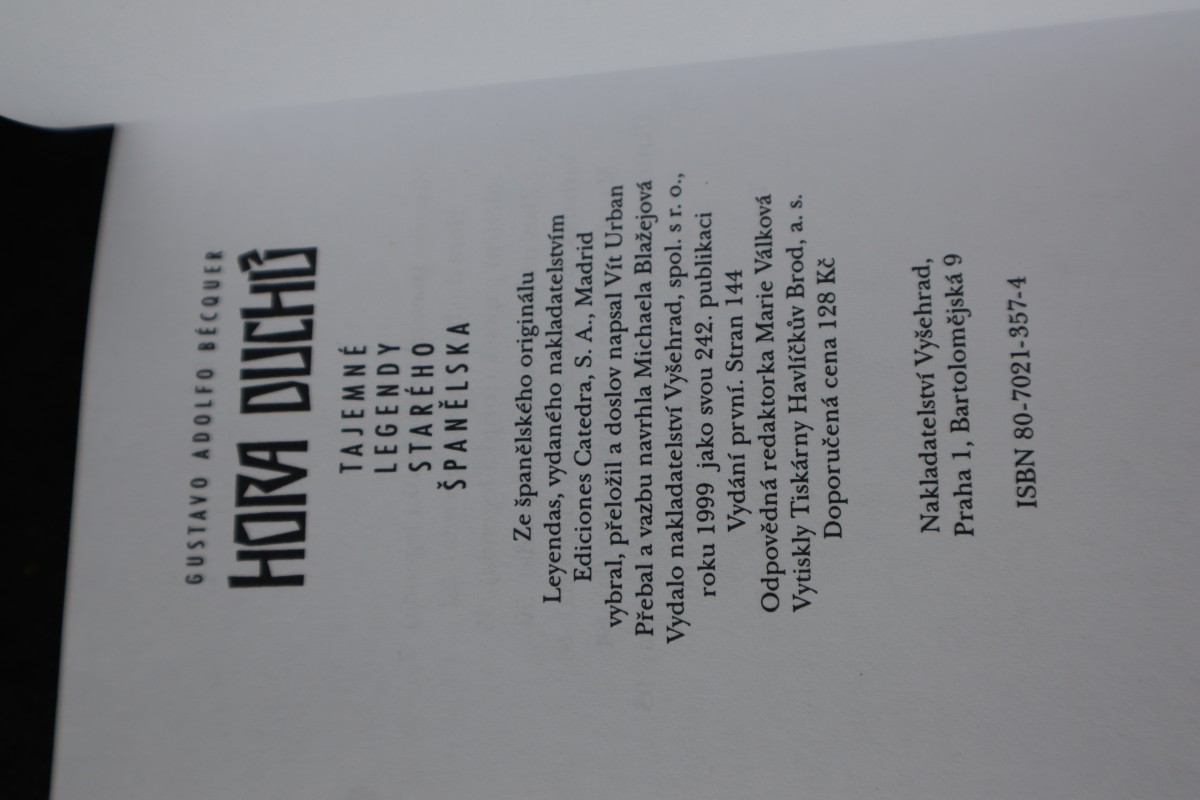 GUSTAVO ADOLFO BÉCQUER
HORA DUCHŮ
TAJEMNÉ
LEGENDY
STARÉHO
ŠPANĚLSKA
Ze španělského originálu
Leyendas, vydaného nakladatelstvím
Ediciones Catedra, S. A., Madrid
vybral, přeložil a doslov napsal Vít Urban
Přebal a vazbu navrhla Michaela Blažejová
Vydalo nakladatelství Vyšehrad, spol. s r. o.,
roku 1999 jako svou 242. publikaci
Vydání první. Stran 144
Odpovědná redaktorka Marie Válková
Vytiskly Tiskárny Havlíčkův Brod, a. s.
Doporučená cena 128 Kč
Nakladatelství Vyšehrad,
Praha 1, Bartolomějská 9
ISBN 80-7021-357-4